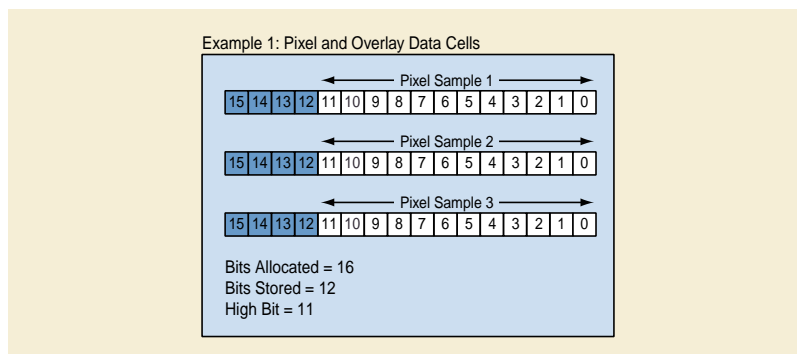 Example 1: Pixel and Overlay Data Cells
Pixel Sample 1
15 14 13 12 11 10 9 8 7 6 5 4 3 2 1 0
Pixel Sample 2
15 14 13 12 11 10 9 8 7 6 5 4 3 2 1 0
Pixel Sample 3
15 14 13 12 11 10 9 8 7 6 5 4 3 2 1 0
Bits Allocated = 16
Bits Stored = 12
High Bit = 11